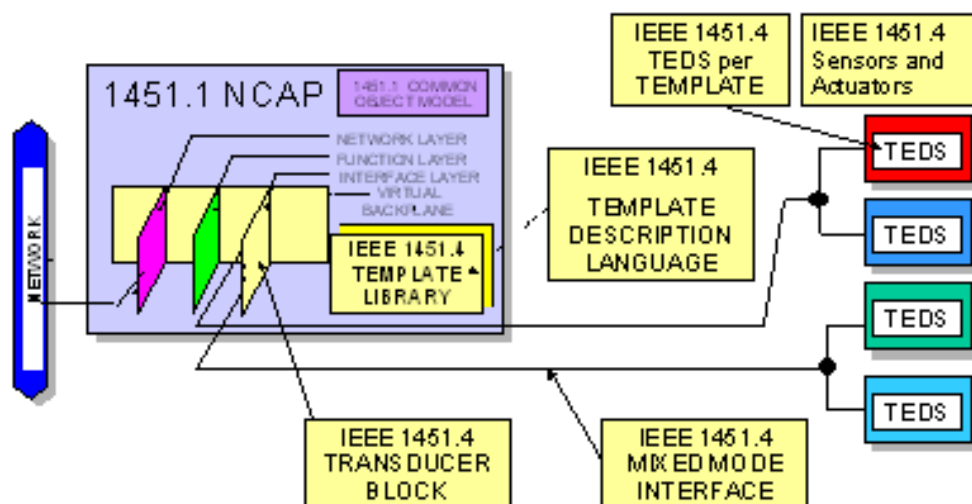 IEEE 1451.4
TEDS per
TEMPLATE
IEEE 1451.4
Sensors and
Actuators
1451.1 NCAP
1451.1 COMMON
OBJECT MODEL
NETWORK LAYER
FUNCTION LAYER
INTERFACE LAYER
VIRTUAL
BACKPLANE
IEEE 1451.4
TEMPLATE
LIBRARY
IEEE 1451.4
TEMPLATE
DESCRIPTION
LANGUAGE
TEDS
TEDS
TEDS
TEDS
NETWORK
IEEE 1451.4
TRANSDUCER
BLOCK
IEEE 1451.4
MIXED MODE
INTERFACE